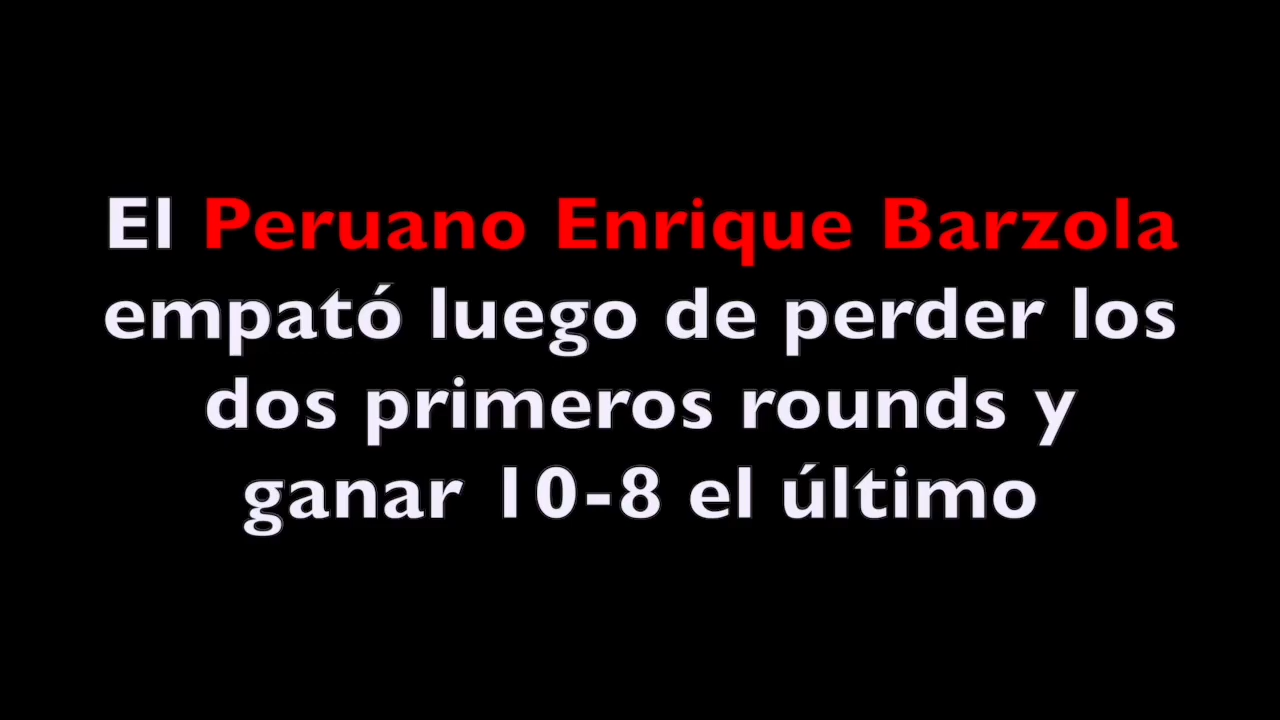 El Peruano Enrique Barzola
empató luego de perder los
dos primeros rounds y
ganar 10-8 el último